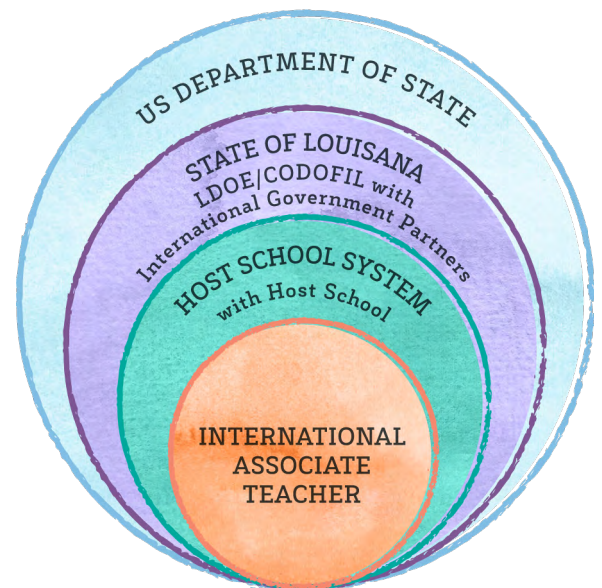 US DEPARTMENT OF STATE
STATE OF LOUISANA
LDOE/CODOFIL with
International Government Partners
HOST SCHOOL SYSTEM
with Host School
INTERNATIONAL
ASSOCIATE
TEACHER